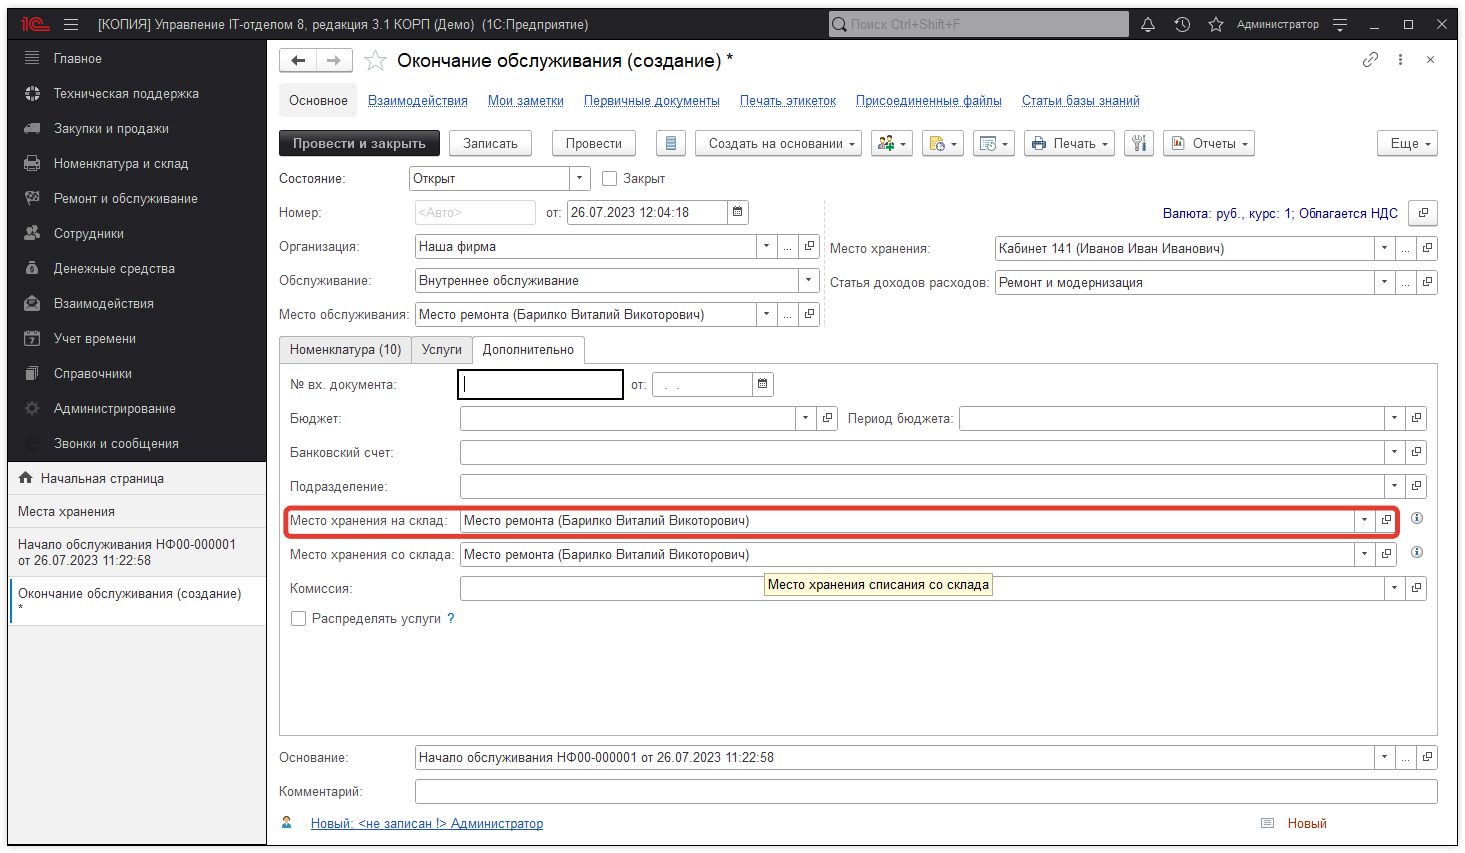 [КОПИЯ] Управление IT-отделом 8, редакция 3.1 КОРП (Демо) (1С:Предприятие)
Поиск Ctrl+Shift+F
Администратор
Главное
Техническая поддержка
Закупки и продажи
Номенклатура и склад
Ремонт и обслуживание
Сотрудники
Денежные средства
Взаимодействия
Учет времени
Справочники
Администрирование
Звонки и сообщения
Начальная страница
Места хранения
Начало обслуживания НФ00-000001
от 26.07.2023 11:22:58
Окончание обслуживания (создание)
*
Окончание обслуживания (создание) *
Основное Взаимодействия Мои заметки Первичные документы Печать этикеток Присоединенные файлы Статьи базы знаний
Провести и закрыть Записать Провести Создать на основании Печать Отчеты Еще
Состояние: Открыт Закрыт
Номер: <Авто> от: 26.07.2023 12:04:18 Валюта: руб., курс: 1; Облагается НДС
Организация: Наша фирма ... Место хранения: Кабинет 141 (Иванов Иван Иванович) ...
Обслуживание: Внутреннее обслуживание Статья доходов расходов: Ремонт и модернизация ...
Место обслуживания: Место ремонта (Барилко Виталий Викоторович) ...
Номенклатура (10) Услуги Дополнительно
№ вх. документа: от: . .
Бюджет: Период бюджета:
Банковский счет:
Подразделение:
Место хранения на склад: Место ремонта (Барилко Виталий Викоторович)
Место хранения со склада: Место ремонта (Барилко Виталий Викоторович)
Комиссия:
Место хранения списания со склада
Распределять услуги ?
Основание: Начало обслуживания НФ00-000001 от 26.07.2023 11:22:58 ...
Комментарий:
Новый: <не записан !> Администратор Новый